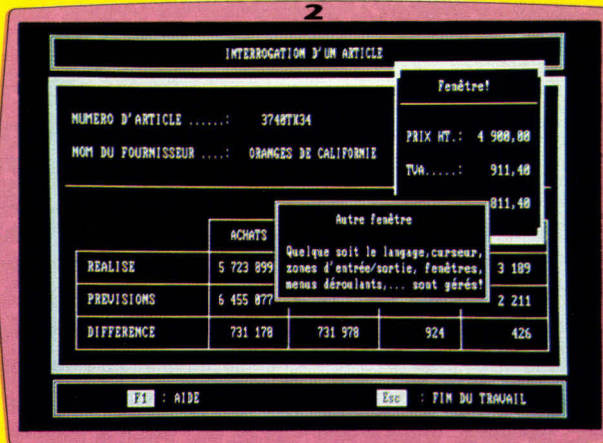 2
INTERROGATION D'UN ARTICLE
Fenêtre!
NUMERO D'ARTICLE ......: 3740TX34
PRIX HT.: 4 900,00
NOM DU FOURNISSEUR ....: ORANGES DE CALIFORNIE
TVA.....: 911,40
811,40
Autre fenêtre
ACHATS
Quelque soit le langage,curseur,
REALISE 5 723 899 zones d'entrée/sortie, fenêtres, 3 189
menus déroulants,... sont gérés!
PREVISIONS 6 455 077 2 211
DIFFERENCE 731 178 731 978 924 426
F1 : AIDE Esc : FIN DU TRAVAIL